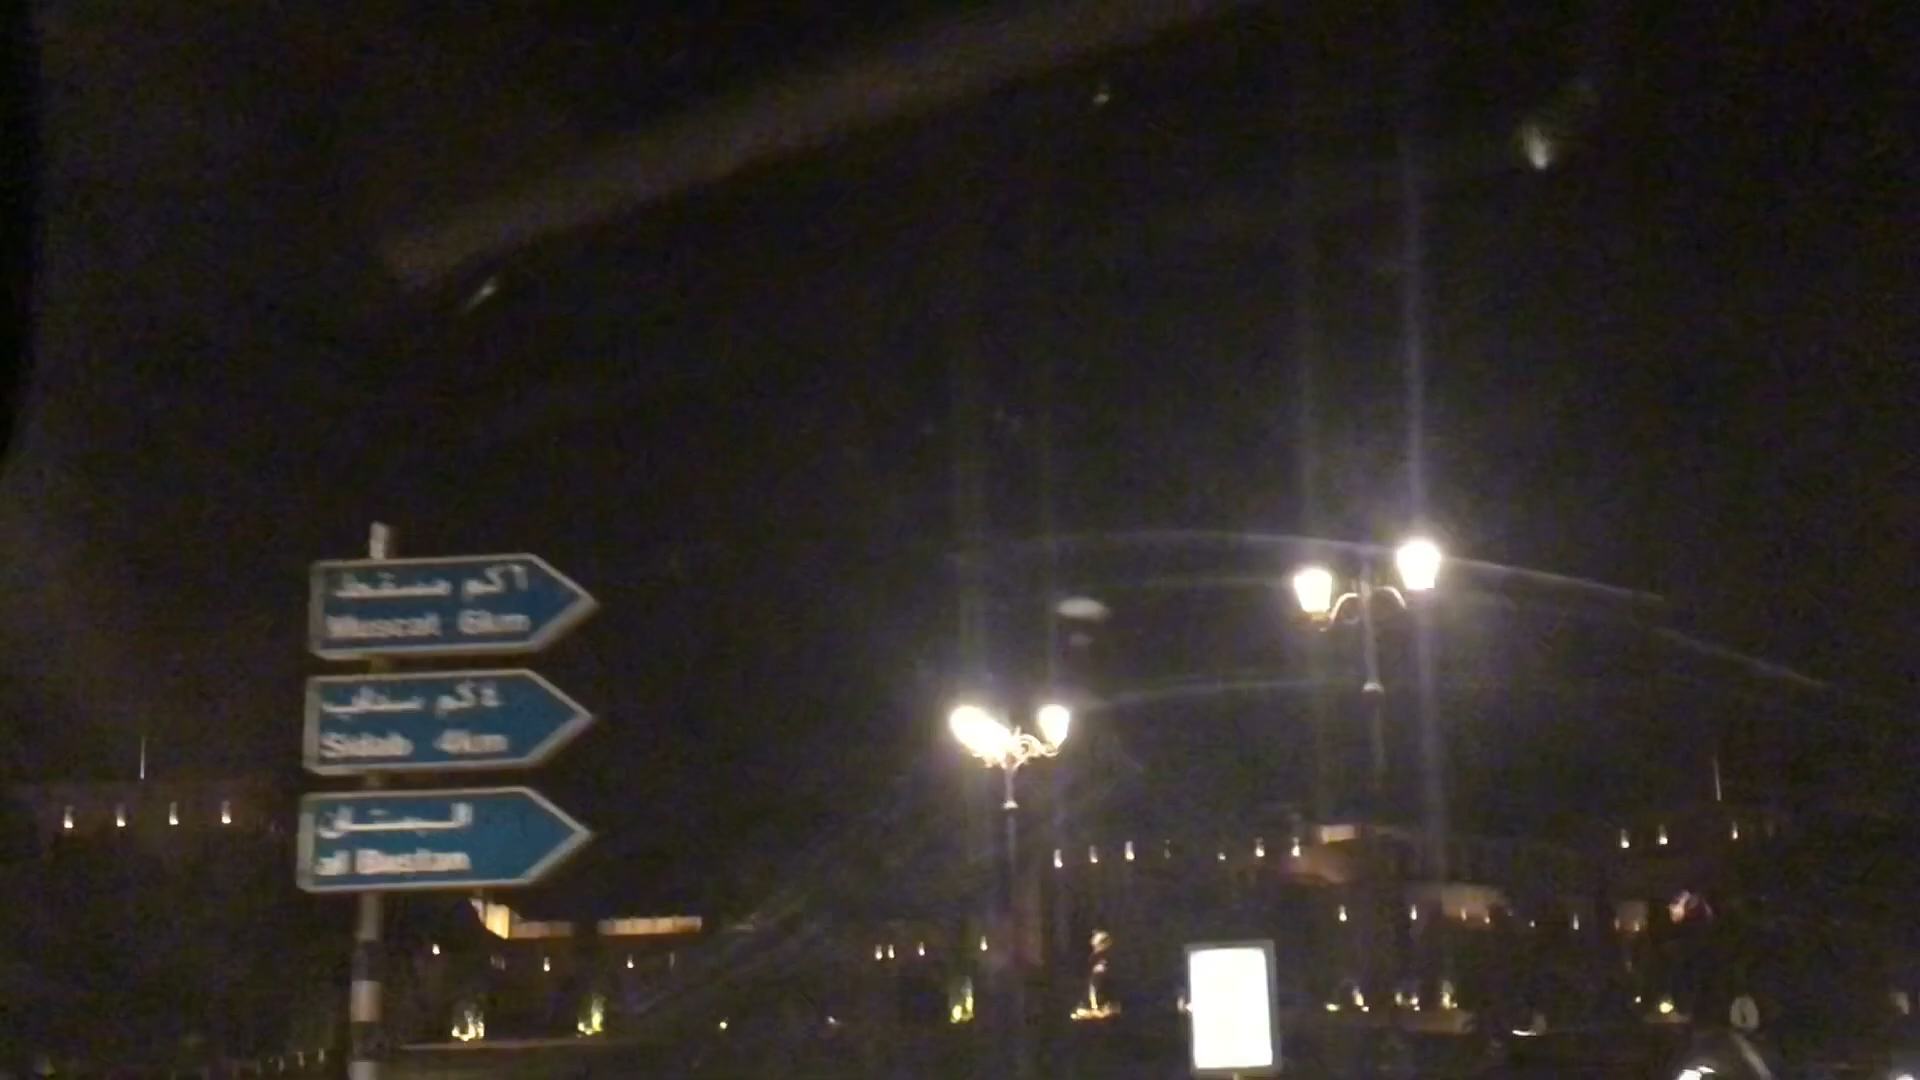 مسقط ٦كم
Muscat 6km
سداب ٤كم
Sidab 4km
البستان
al Bustan